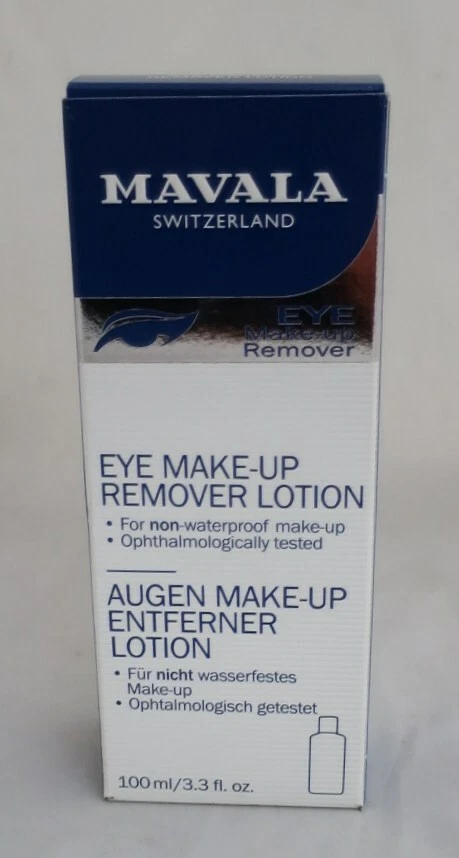 MAVALA
SWITZERLAND
EYE
Make-up
Remover
EYE MAKE-UP
REMOVER LOTION
• For non-waterproof make-up
• Ophthalmologically tested
AUGEN MAKE-UP
ENTFERNER
LOTION
• Für nicht wasserfestes
Make-up
• Ophtalmologisch getestet
100 ml/3.3 fl. oz.